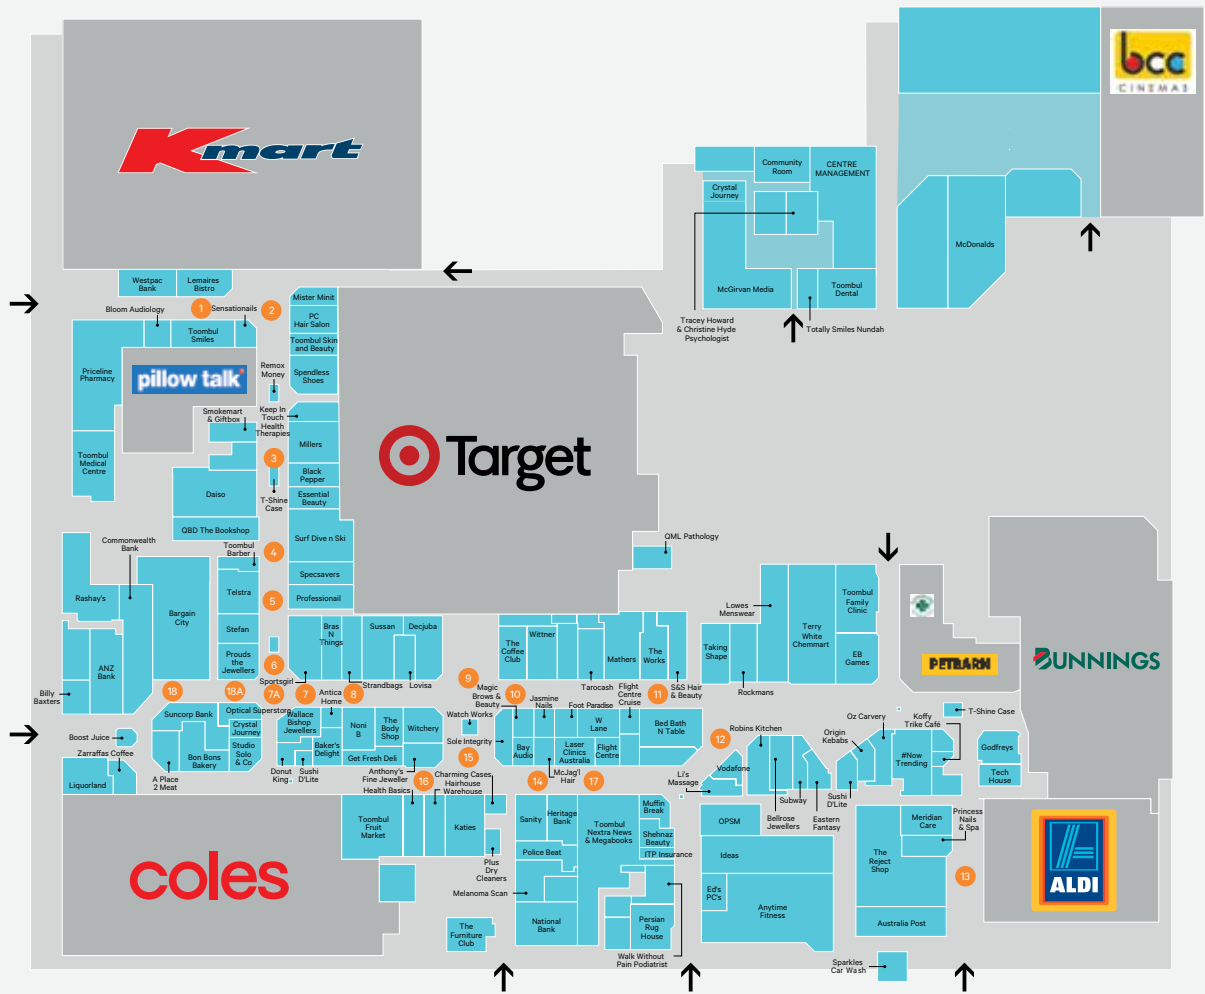 Kmart
bcc
CINEMAS
Community
Room
CENTRE
MANAGEMENT
Crystal
Journey
McDonalds
McGirvan Media
Toombul
Dental
Tracey Howard
& Christine Hyde
Psychologist
Totally Smiles Nundah
Westpac
Bank
Lemaires
Bistro
Bloom Audiology
1
Sensationails
2
Mister Minit
PC
Hair Salon
Toombul
Smiles
Toombul Skin
and Beauty
Priceline
Pharmacy
pillow talk
Remox
Money
Spendless
Shoes
Smokemart
& Giftbox
Keep In
Touch
Health
Therapies
Millers
Target
Toombul
Medical
Centre
3
Black
Pepper
Daiso
T-Shine
Case
Essential
Beauty
QBD The Bookshop
Surf Dive n Ski
Commonwealth
Bank
Toombul
Barber
4
QML Pathology
Specsavers
Rashay's
Telstra
5
Professionail
Bargain
City
Stefan
Lowes
Menswear
Toombul
Family
Clinic
Terry
White
Chemmart
Bras
N
Things
Sussan
Decjuba
The
Coffee
Club
Wittner
Mathers
The
Works
Taking
Shape
EB
Games
PETBARN
BUNNINGS
Prouds
the
Jewellers
6
ANZ
Bank
Sportsgirl
Strandbags
Lovisa
9
Tarocash
S&S Hair
& Beauty
Rockmans
Billy
Baxters
18
18A
7A
7
8
Antica
Home
Magic
Brows &
Beauty
10
Jasmine
Nails
Foot Paradise
Flight
Centre
Cruise
11
Suncorp Bank
Optical Superstore
Wallace
Bishop
Jewellers
Noni
B
The
Body
Shop
Witchery
Watch Works
W
Lane
Bed Bath
N Table
Robins Kitchen
Oz Carvery
Koffy
Trike Café
T-Shine Case
Boost Juice
Crystal
Journey
Studio
Solo
& Co
Baker's
Delight
Sole Integrity
Bay
Audio
Laser
Clinics
Australia
Flight
Centre
12
Origin
Kebabs
Godfreys
Zarraffas Coffee
Bon Bons
Bakery
Get Fresh Deli
15
Vodafone
#Now
Trending
Tech
House
Liquorland
A Place
2 Meat
Donut
King
Sushi
D'Lite
Anthony's
Fine Jeweller
16
Charming Cases
Hairhouse
Warehouse
Health Basics
14
McJag'l
Hair
17
Li's
Massage
Subway
Sushi
D'Lite
Bellrose
Jewellers
Eastern
Fantasy
Princess
Nails
& Spa
Toombul
Fruit
Market
Katies
Sanity
Heritage
Bank
Toombul
Nextra News
& Megabooks
Muffin
Break
Shehnaz
Beauty
ITP Insurance
OPSM
Meridian
Care
Police Beat
Ideas
The
Reject
Shop
coles
Plus
Dry
Cleaners
Melanoma Scan
Ed's
PC's
13
ALDI
Anytime
Fitness
The
Furniture
Club
National
Bank
Persian
Rug
House
Australia Post
Walk Without
Pain Podiatrist
Sparkles
Car Wash